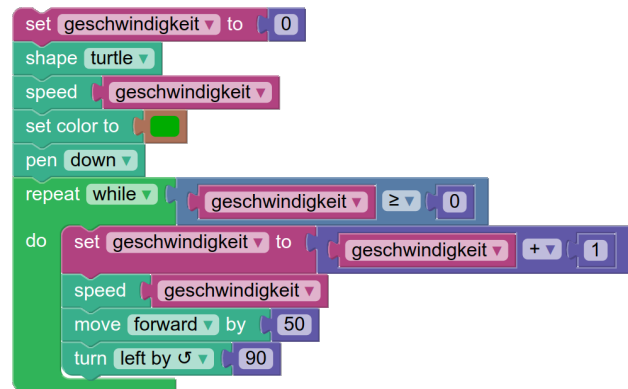 set geschwindigkeit to 0
shape turtle
speed geschwindigkeit
set color to
pen down
repeat while geschwindigkeit ≥ 0
do set geschwindigkeit to geschwindigkeit + 1
speed geschwindigkeit
move forward by 50
turn left by ↺ 90